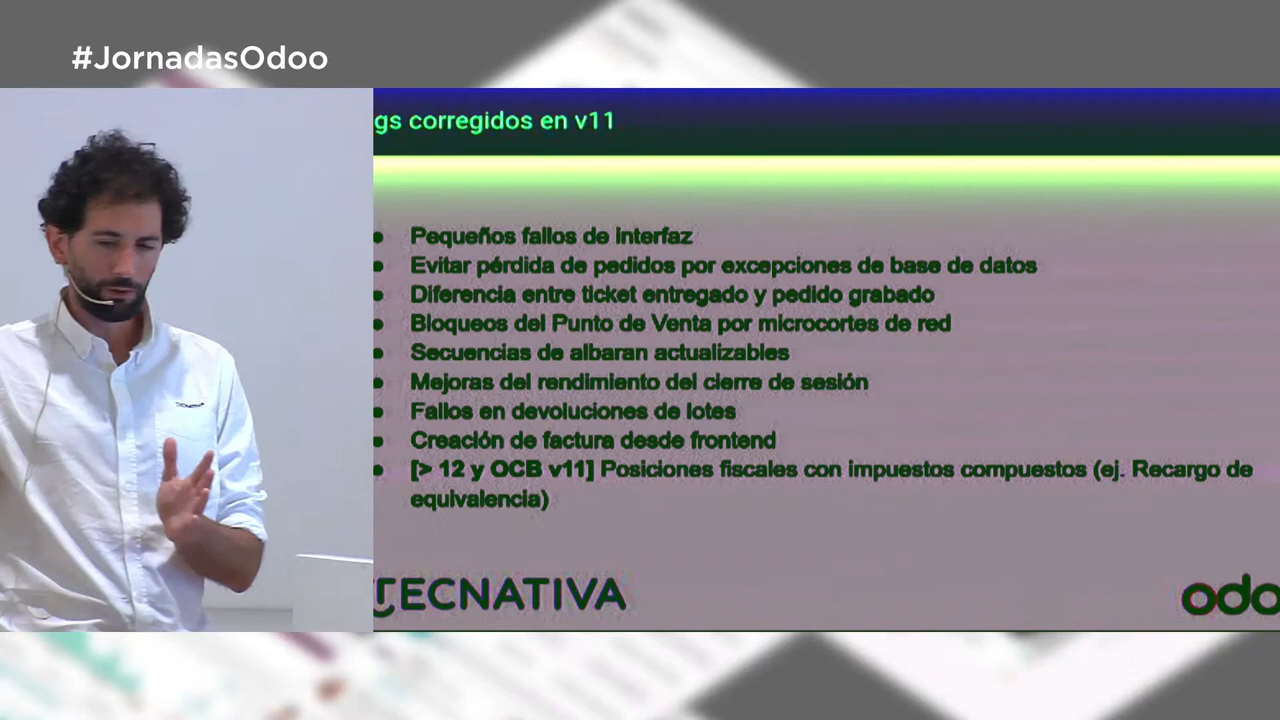 #JornadasOdoo
gs corregidos en v11
Pequeños fallos de interfaz
Evitar pérdida de pedidos por excepciones de base de datos
Diferencia entre ticket entregado y pedido grabado
Bloqueos del Punto de Venta por microcortes de red
Secuencias de albaran actualizables
Mejoras del rendimiento del cierre de sesión
Fallos en devoluciones de lotes
Creación de factura desde frontend
[> 12 y OCB v11] Posiciones fiscales con impuestos compuestos (ej. Recargo de
equivalencia)
TECNATIVA
odo